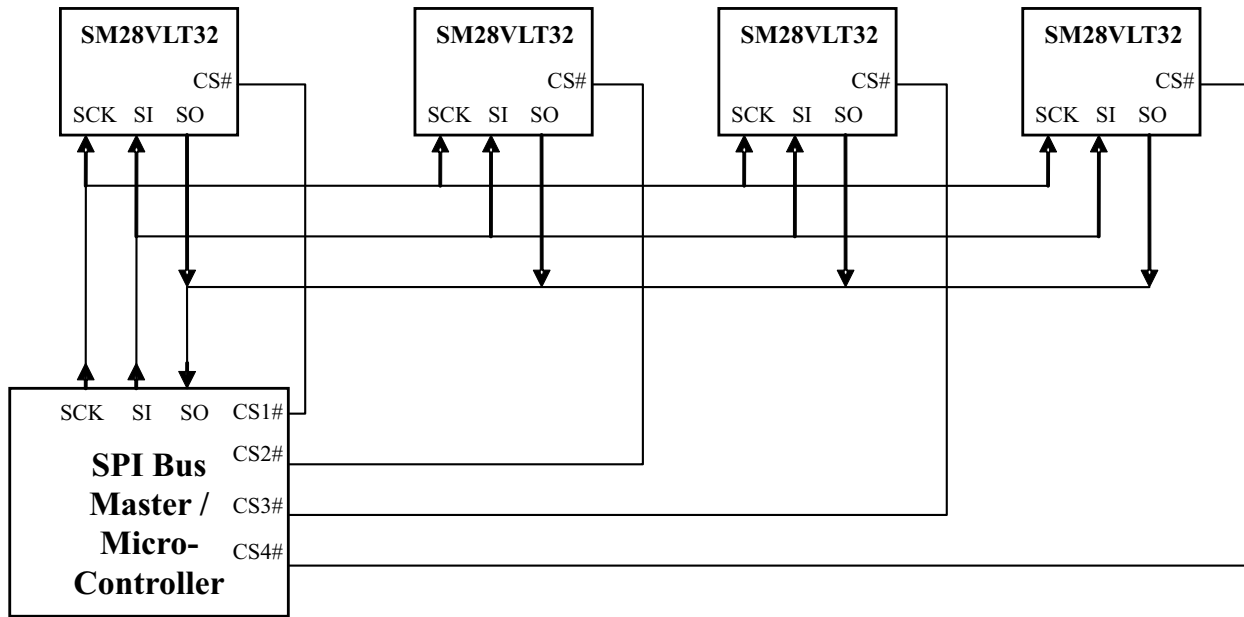 SM28VLT32
CS#
SCK SI SO
SM28VLT32
CS#
SCK SI SO
SM28VLT32
CS#
SCK SI SO
SM28VLT32
CS#
SCK SI SO
SCK SI SO CS1#
CS2#
CS3#
CS4#
SPI Bus
Master /
Micro-
Controller